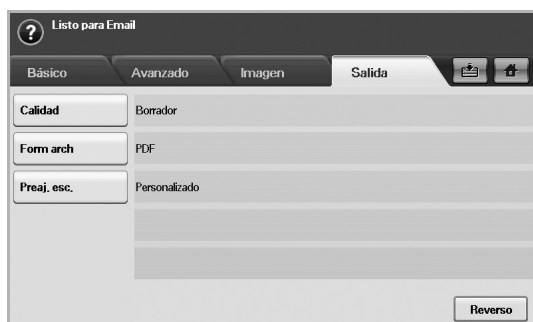 Listo para Email
Básico Avanzado Imagen Salida
Calidad Borrador
Form arch PDF
Preaj. esc. Personalizado
Reverso